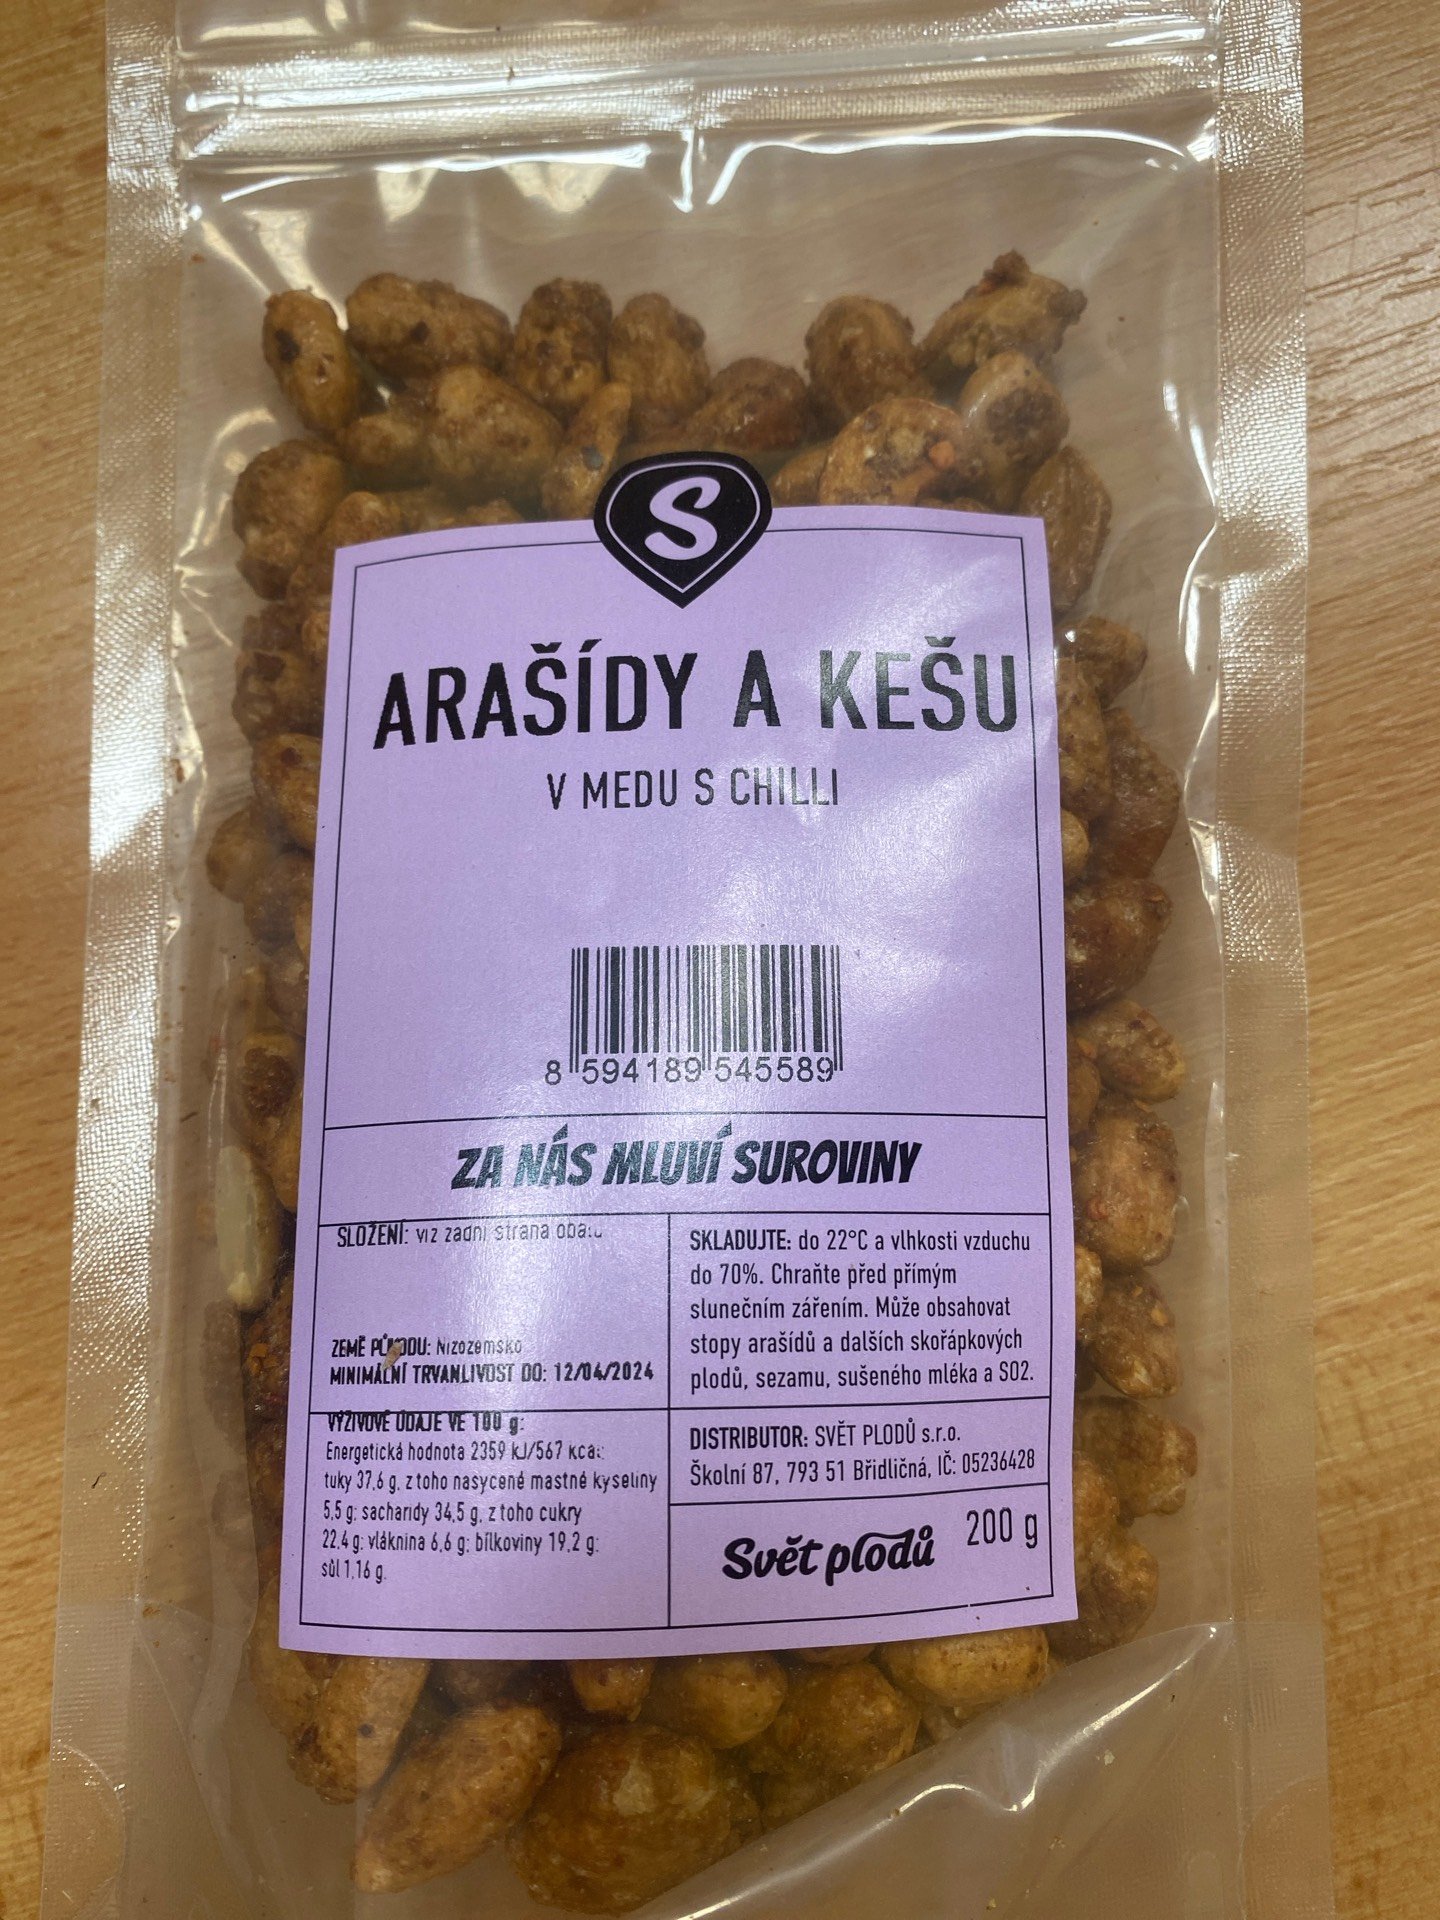 S
ARAŠÍDY A KEŠU
V MEDU S CHILLI
8 594189 545589
ZA NÁS MLUVÍ SUROVINY
SLOŽENÍ: viz zadní strana obalu
ZEMĚ PŮVODU: Nizozemsko
MINIMÁLNÍ TRVANLIVOST DO: 12/04/2024
VÝŽIVOVÉ ÚDAJE VE 100 g:
Energetická hodnota 2359 kJ/567 kcal;
tuky 37,6 g, z toho nasycené mastné kyseliny
5,5 g; sacharidy 34,5 g, z toho cukry
22,4 g; vláknina 6,6 g; bílkoviny 19,2 g;
sůl 1,16 g.
SKLADUJTE: do 22°C a vlhkosti vzduchu
do 70%. Chraňte před přímým
slunečním zářením. Může obsahovat
stopy arašídů a dalších skořápkových
plodů, sezamu, sušeného mléka a SO2.
DISTRIBUTOR: SVĚT PLODŮ s.r.o.
Školní 87, 793 51 Břidličná, IČ: 05236428
Svět plodů 200 g